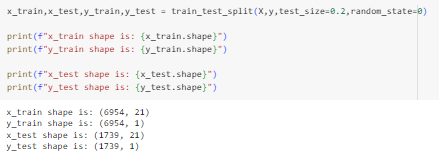 x_train,x_test,y_train,y_test = train_test_split(X,y,test_size=0.2,random_state=0)
print(f"x_train shape is: {x_train.shape}")
print(f"y_train shape is: {y_train.shape}")
print(f"x_test shape is: {x_test.shape}")
print(f"y_test shape is: {y_test.shape}")
x_train shape is: (6954, 21)
y_train shape is: (6954, 1)
x_test shape is: (1739, 21)
y_test shape is: (1739, 1)